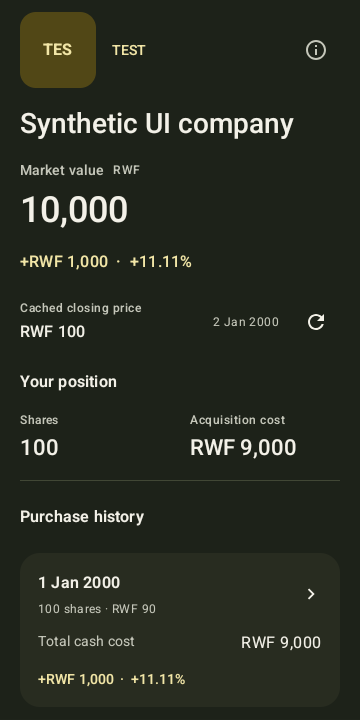 TES
TEST
Synthetic UI company
Market value RWF
10,000
+RWF 1,000 · +11.11%
Cached closing price
RWF 100
2 Jan 2000
Your position
Shares
100
Acquisition cost
RWF 9,000
Purchase history
1 Jan 2000
100 shares · RWF 90
Total cash cost
RWF 9,000
+RWF 1,000 · +11.11%